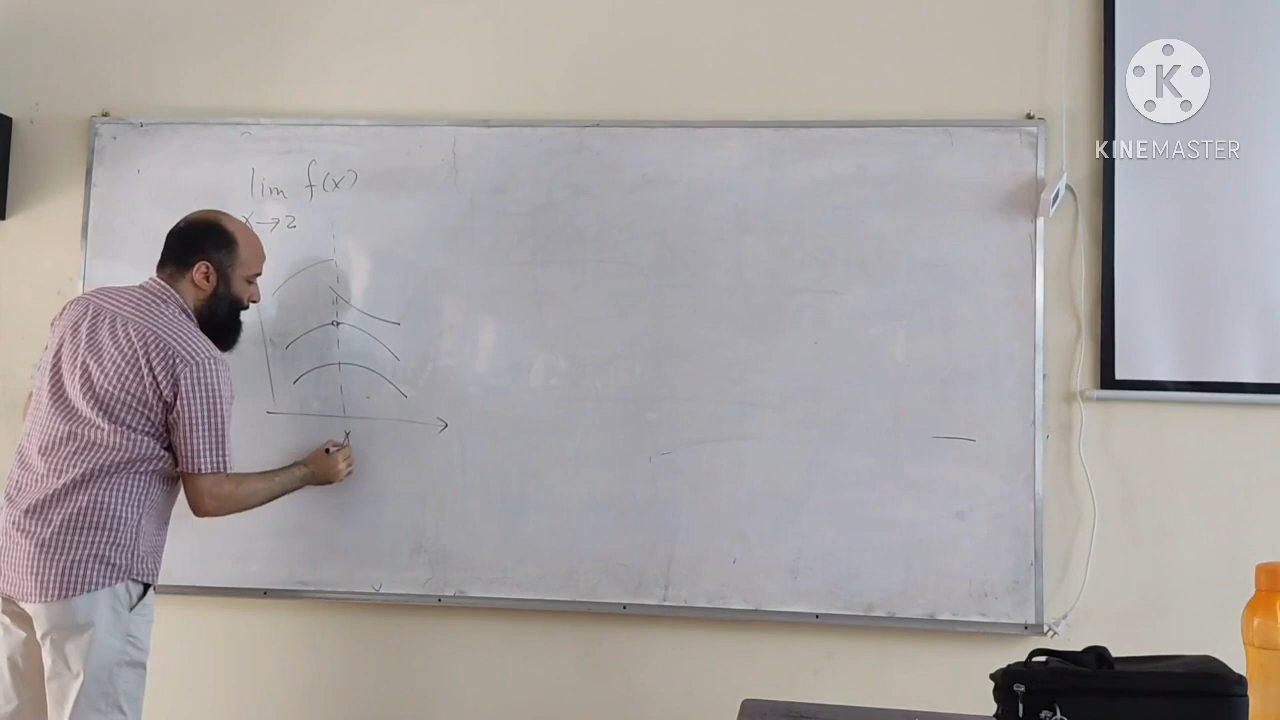 lim f(x)
x→2
x
K
KINEMASTER